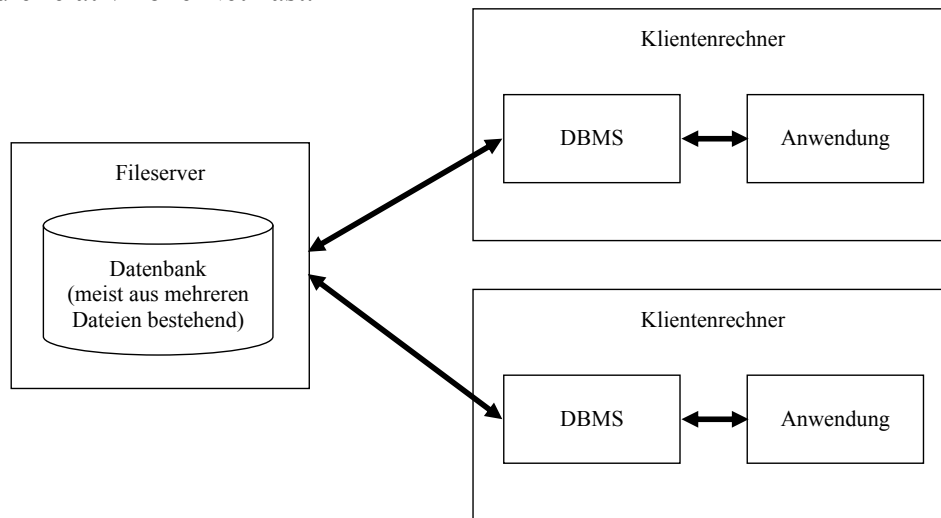 Klientenrechner
DBMS
Anwendung
Fileserver
Datenbank
(meist aus mehreren
Dateien bestehend)
Klientenrechner
DBMS
Anwendung